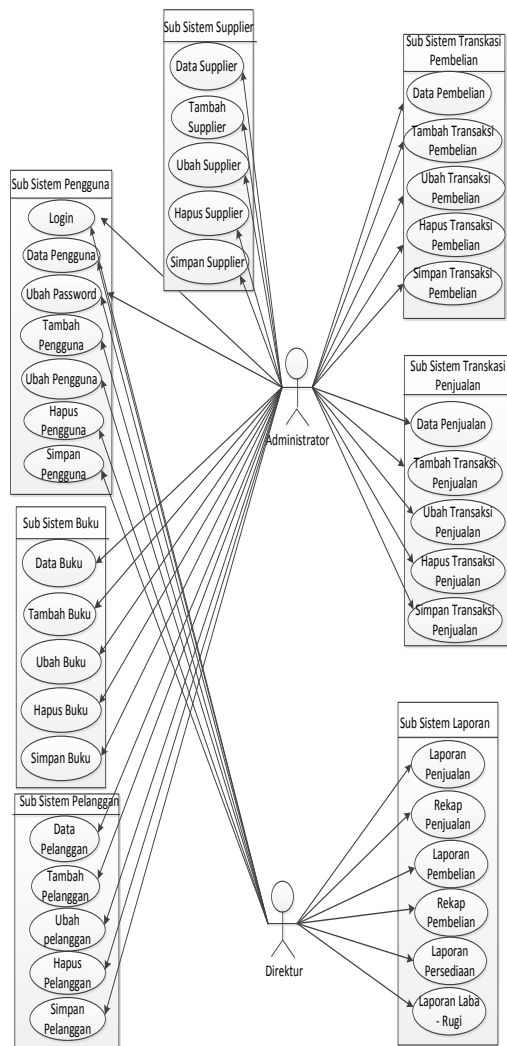 Sub Sistem Supplier
Data Supplier
Tambah
Supplier
Ubah Supplier
Hapus Supplier
Simpan Supplier
Sub Sistem Transkasi
Pembelian
Data Pembelian
Tambah Transaksi
Pembelian
Ubah Transaksi
Pembelian
Hapus Transaksi
Pembelian
Simpan Transaksi
Pembelian
Sub Sistem Pengguna
Login
Data Pengguna
Ubah Password
Tambah
Pengguna
Ubah Pengguna
Hapus
Pengguna
Simpan
Pengguna
Administrator
Sub Sistem Transkasi
Penjualan
Data Penjualan
Tambah Transaksi
Penjualan
Ubah Transaksi
Penjualan
Hapus Transaksi
Penjualan
Simpan Transaksi
Penjualan
Sub Sistem Buku
Data Buku
Tambah Buku
Ubah Buku
Hapus Buku
Simpan Buku
Sub Sistem Pelanggan
Data
Pelanggan
Tambah
Pelanggan
Ubah
pelanggan
Hapus
Pelanggan
Simpan
Pelanggan
Direktur
Sub Sistem Laporan
Laporan
Penjualan
Rekap
Penjualan
Laporan
Pembelian
Rekap
Pembelian
Laporan
Persediaan
Laporan Laba
- Rugi